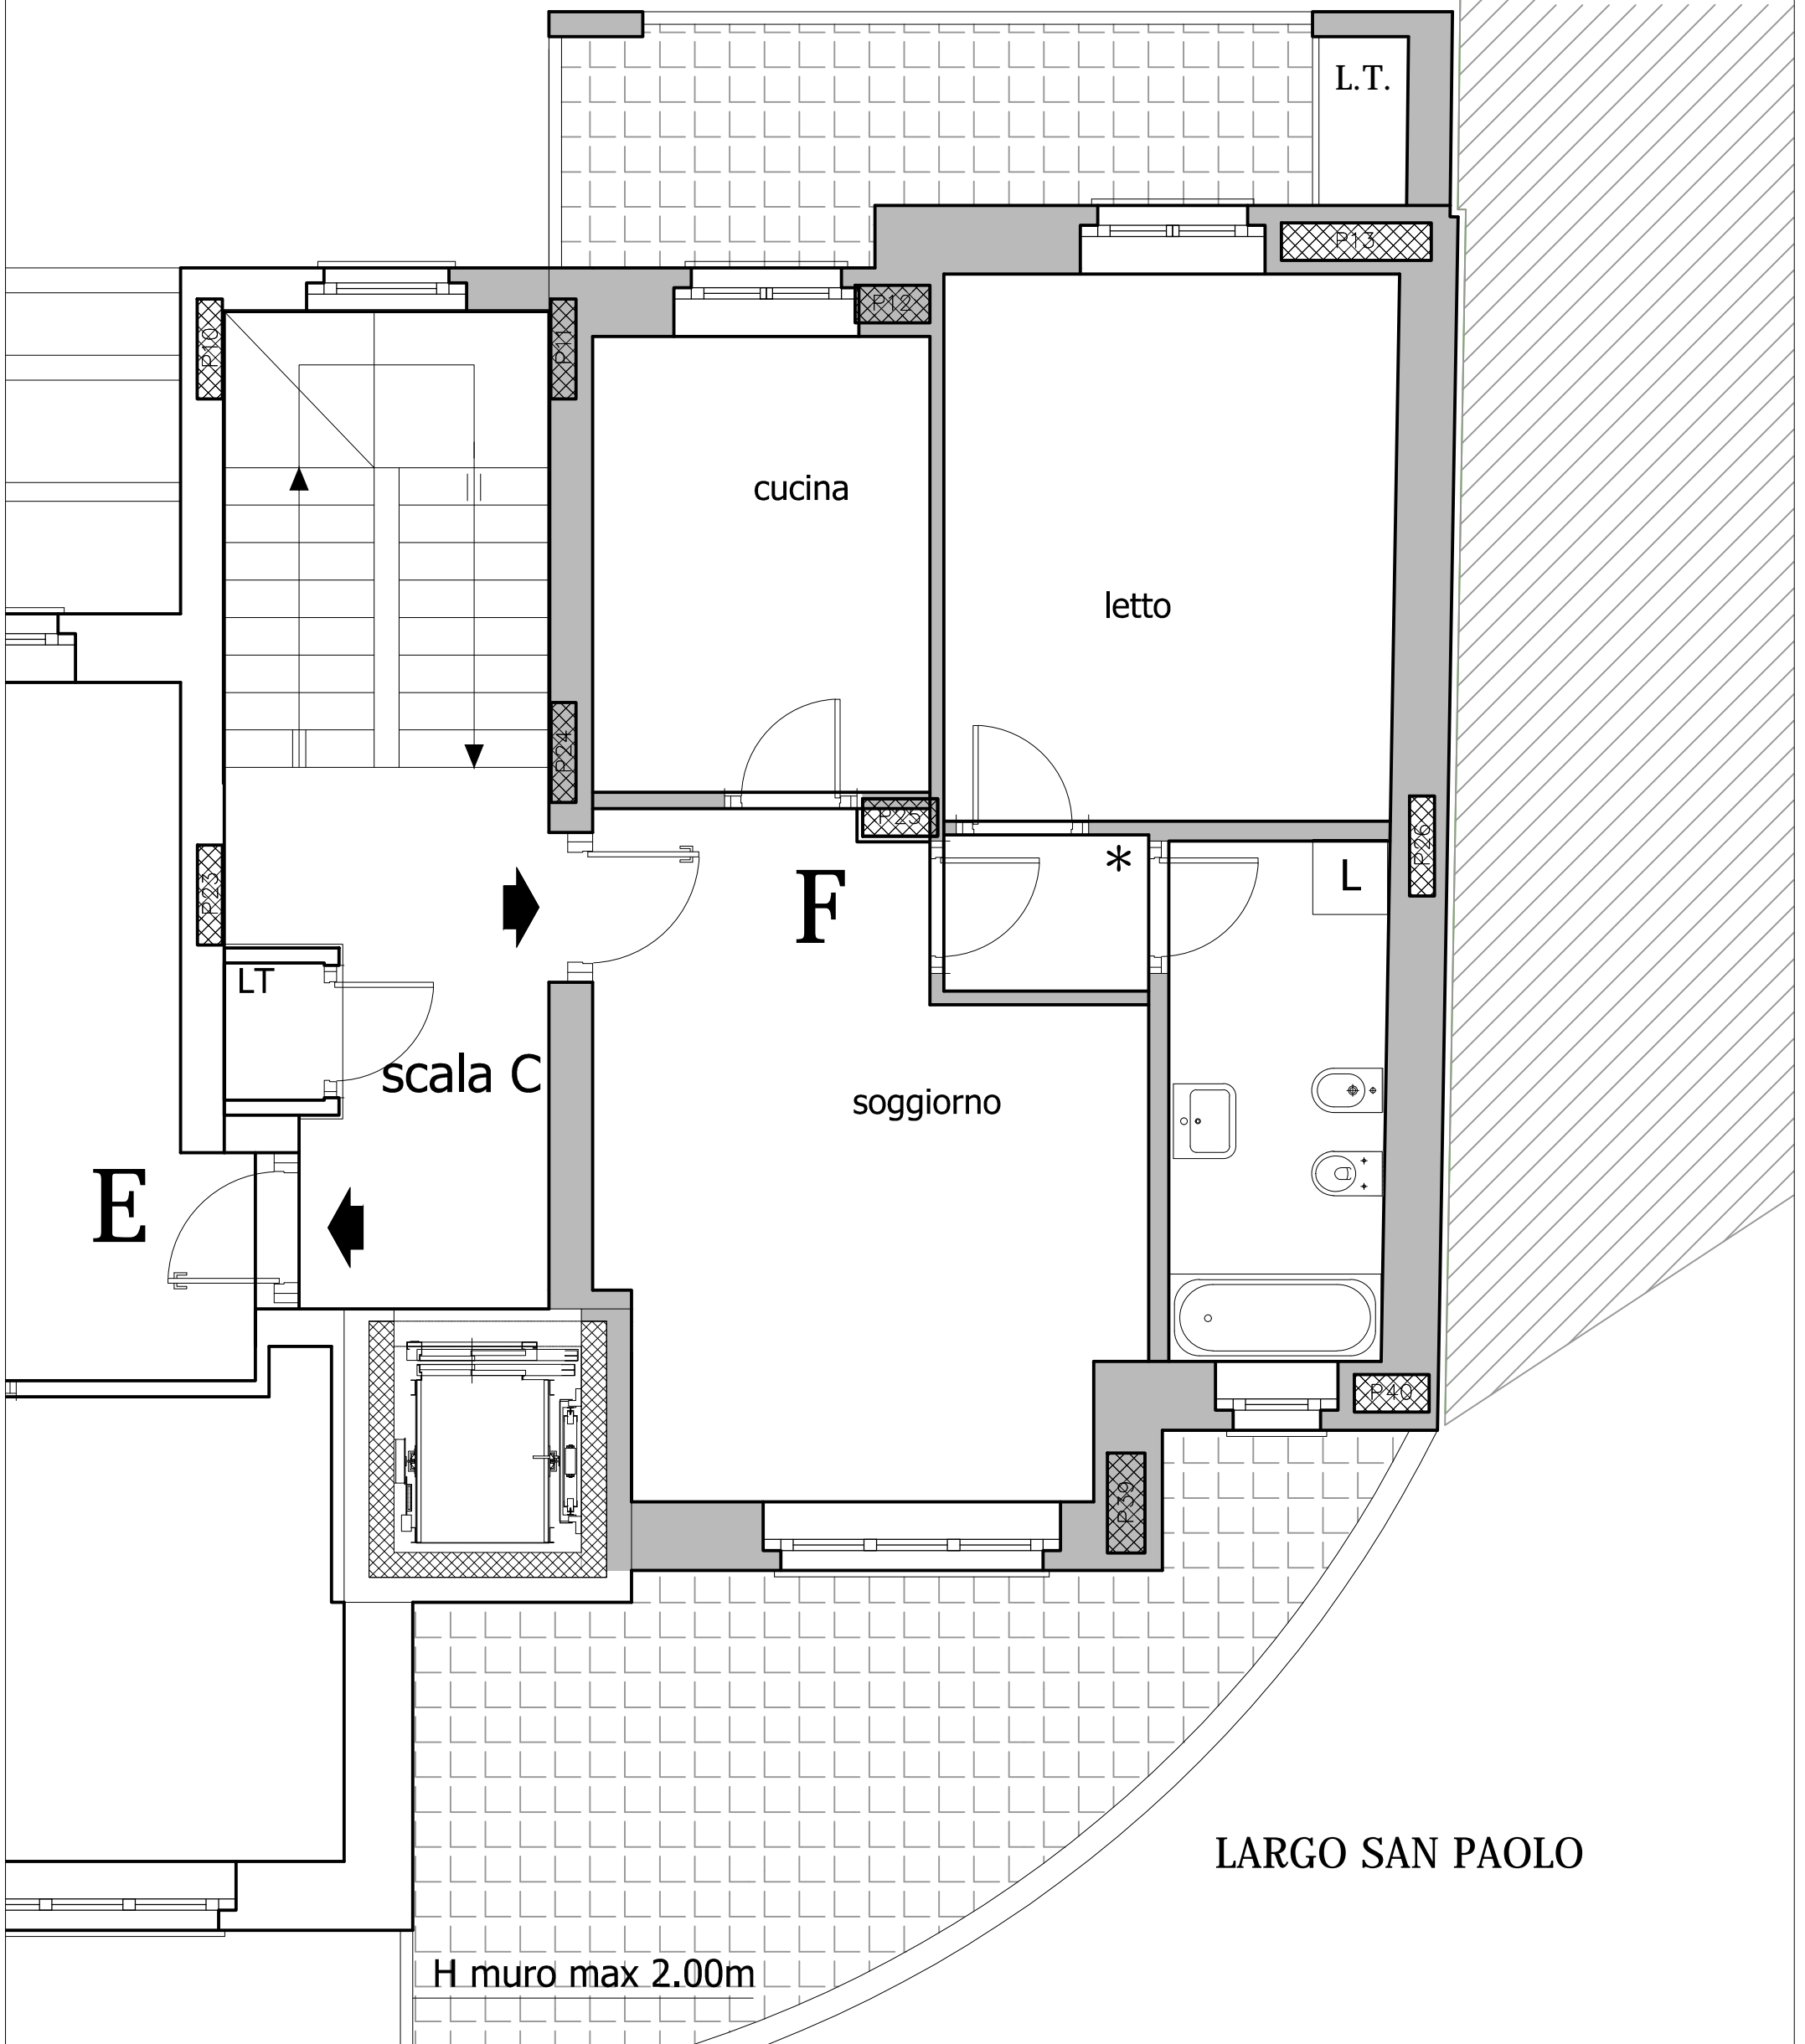 L.T.
P13
P12
P10
P11
cucina
letto
P24
P25
P26
*
L
F
P23
LT
scala C
soggiorno
E
P40
P39
LARGO SAN PAOLO
H muro max 2.00m